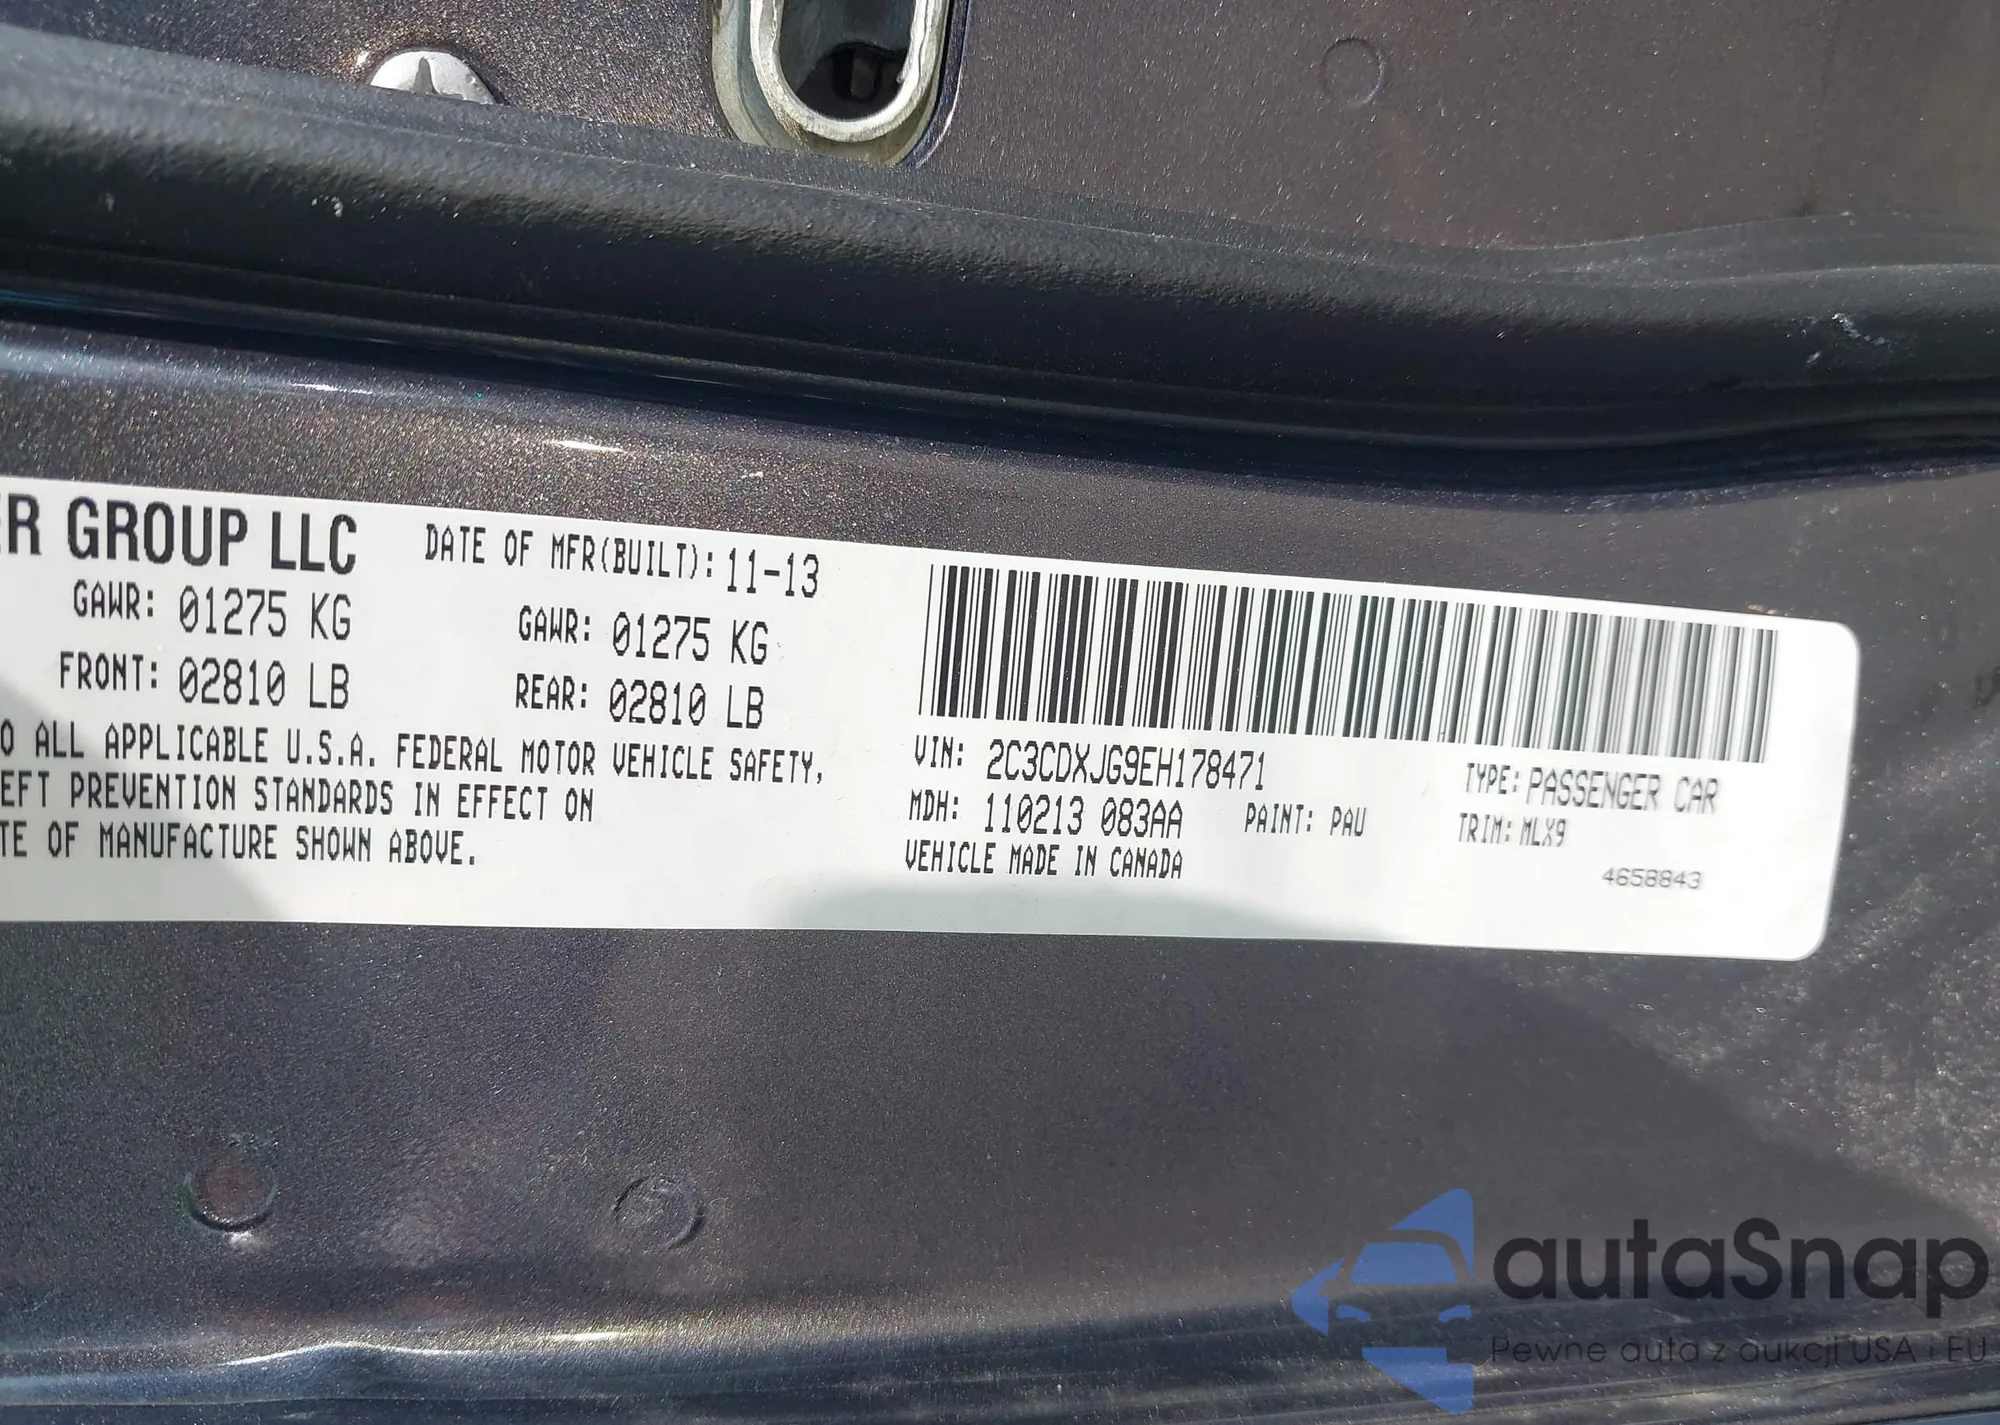 ER GROUP LLC DATE OF MFR(BUILT): 11-13
GAWR: 01275 KG GAWR: 01275 KG
FRONT: 02810 LB REAR: 02810 LB
O ALL APPLICABLE U.S.A. FEDERAL MOTOR VEHICLE SAFETY,
EFT PREVENTION STANDARDS IN EFFECT ON
TE OF MANUFACTURE SHOWN ABOVE.
VIN: 2C3CDXJG9EH178471 TYPE: PASSENGER CAR
MDH: 110213 083AA PAINT: PAU TRIM: MLX9
VEHICLE MADE IN CANADA
4658843
autaSnap
Pewne auta z aukcji USA i EU